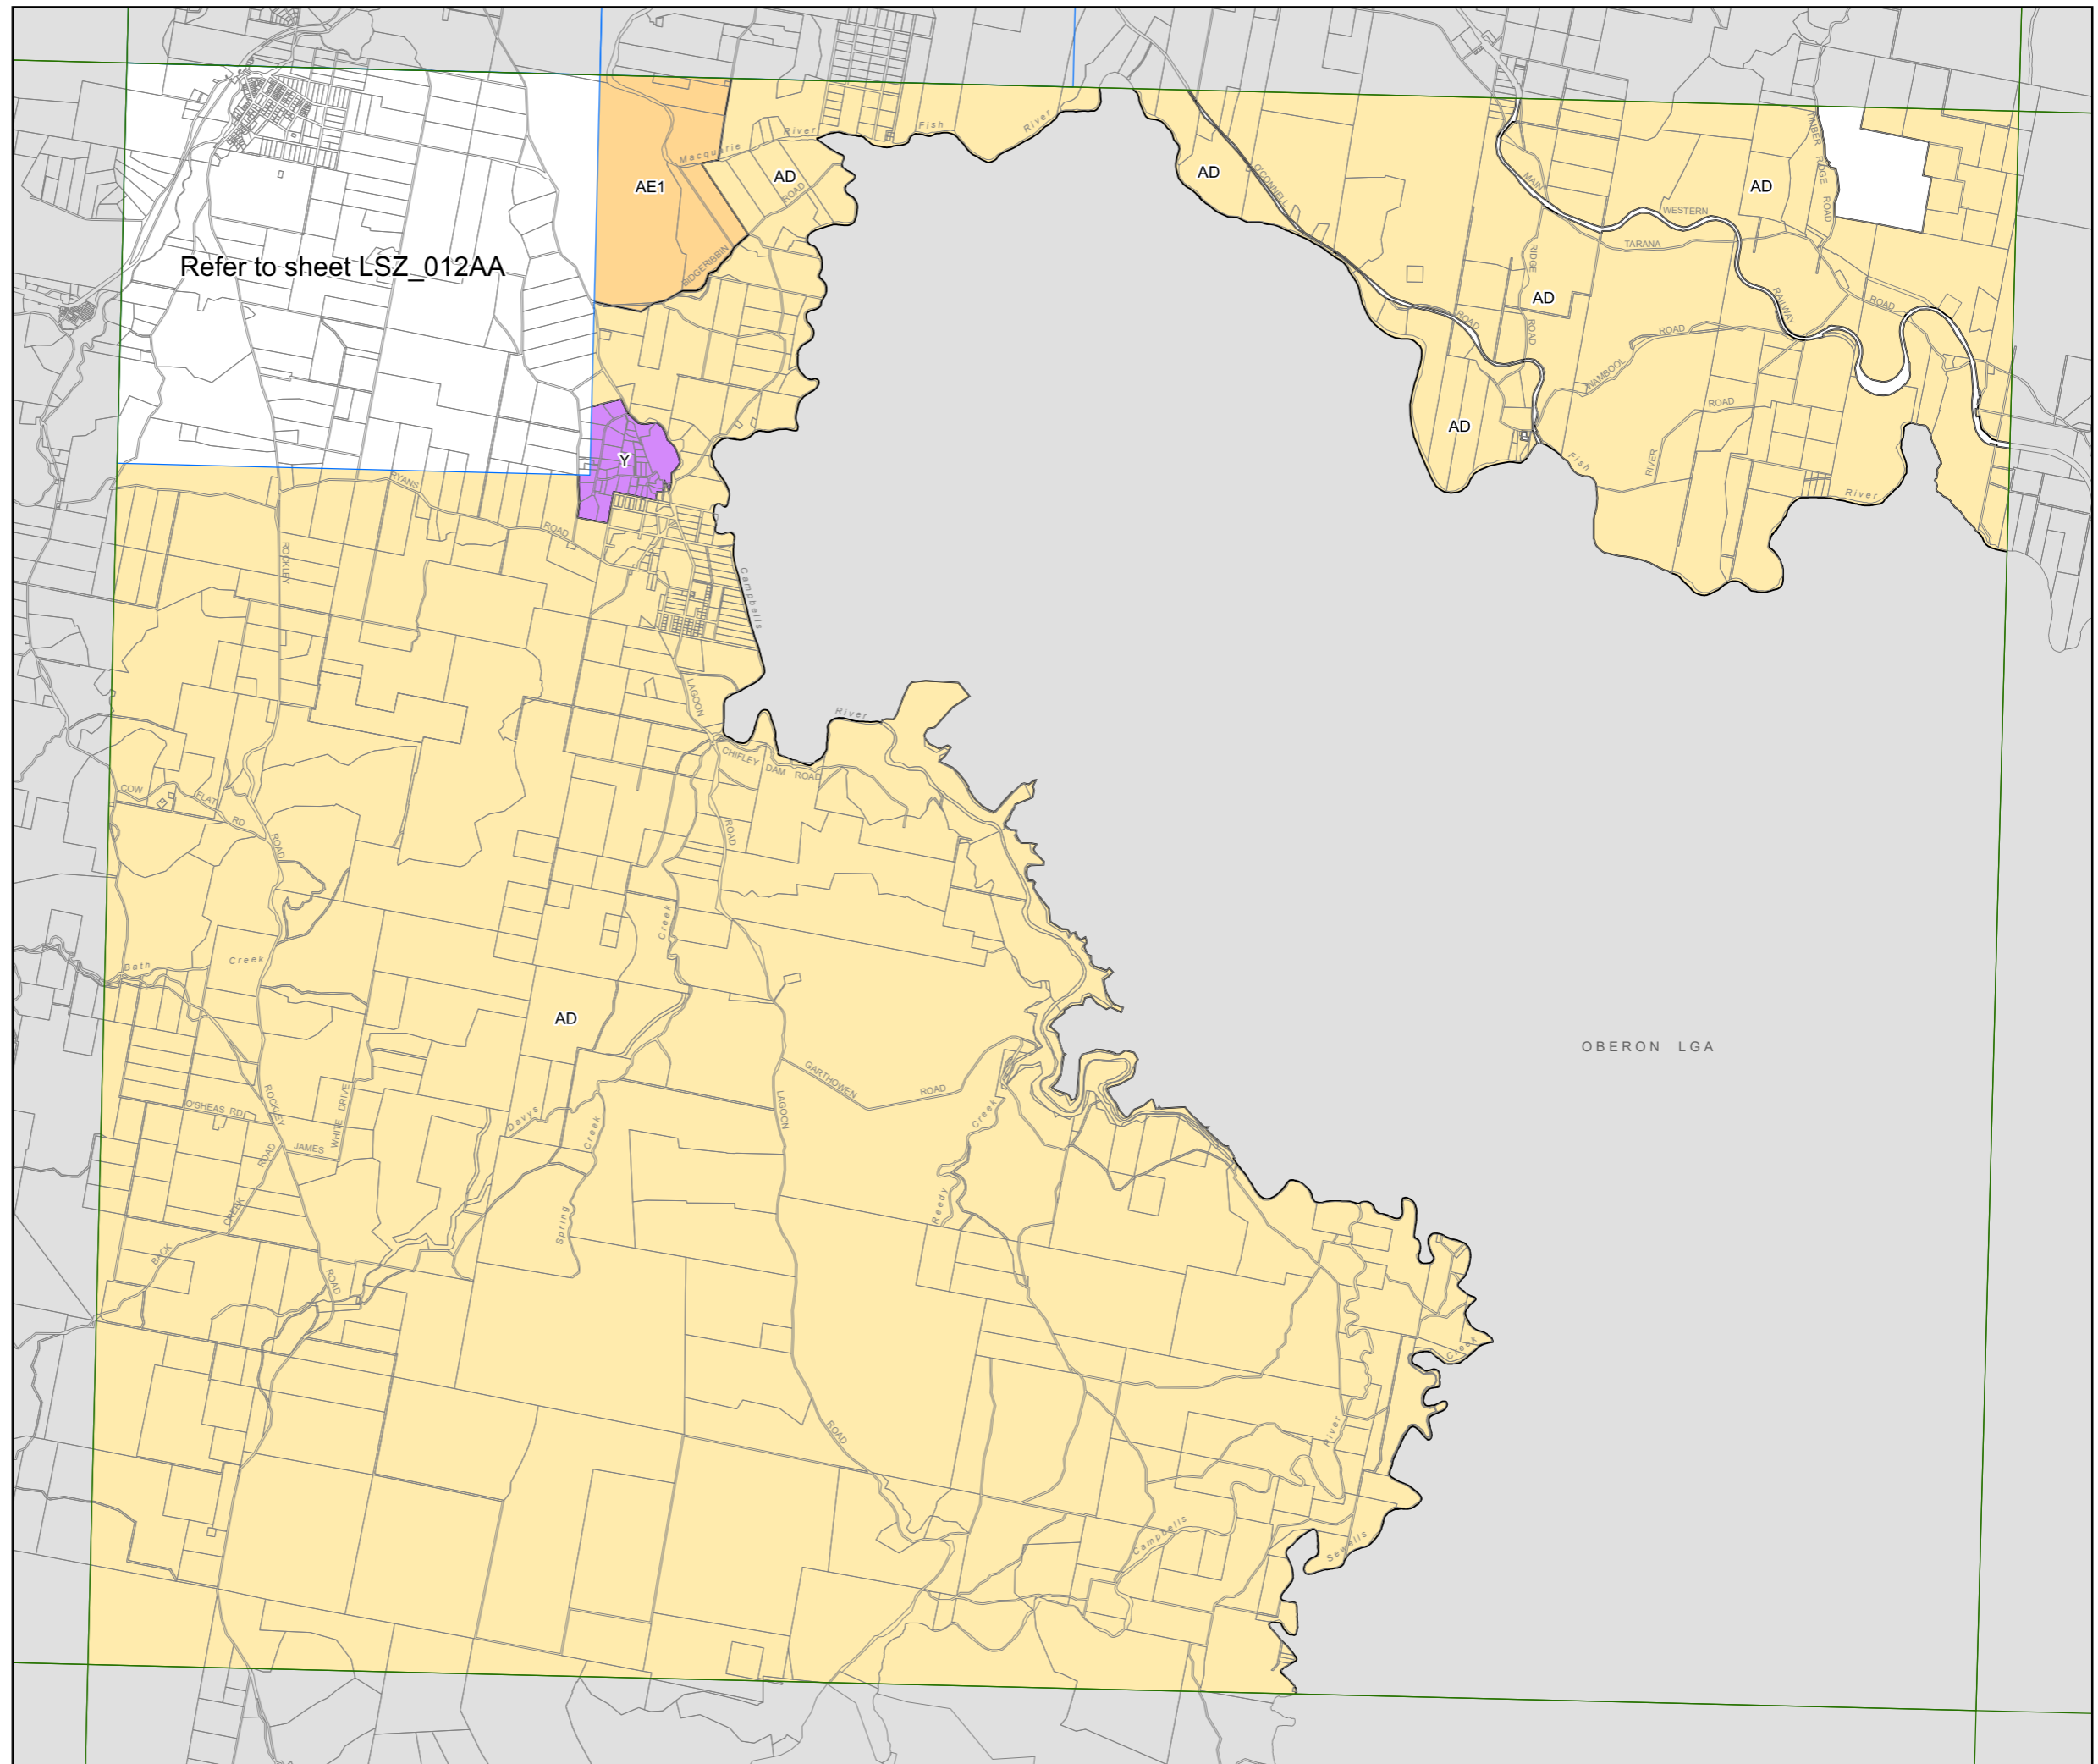 River
Fish
River
Macquarie
AE1
AD
ROAD
BIDGERIBBIN
AD
O'CONNELL
MAIN
WESTERN
TIMBER RIDGE ROAD
AD
TARANA
RIDGE
ROAD
AD
ROAD
RAILWAY
ROAD
ROAD
WAMBOOL
ROAD
AD
RIVER
Fish
River
Refer to sheet LSZ_012AA
Y
RYANS
ROAD
ROCKLEY
Campbells
LAGOON
River
CHIFLEY DAM ROAD
COW
FLAT
RD
ROAD
ROAD
Creek
Bath
Creek
AD
OBERON LGA
GARTHOWEN
ROAD
O'SHEAS RD
ROCKLEY
WHITE DRIVE
JAMES
Davys
Creek
LAGOON
Creek
ROAD
CREEK
BACK
Spring
Reedy
ROAD
Creek
ROAD
River
Campbells
Sewells